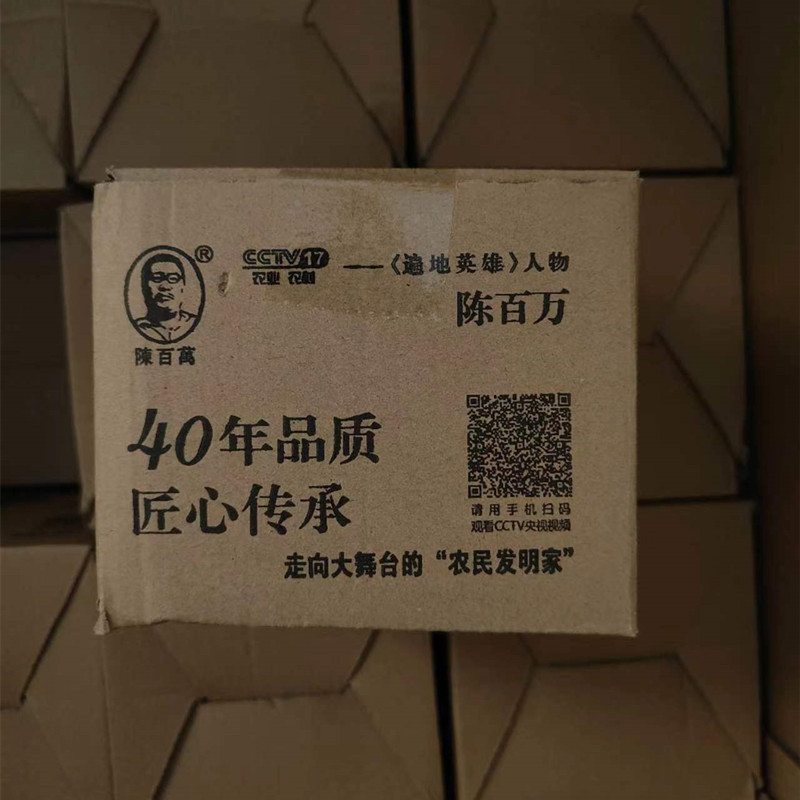 ®
CCTV 17
农业 农村
——《遍地英雄》人物
陈百万
陳百萬
40年品质
匠心传承
请用手机扫码
观看CCTV央视视频
走向大舞台的“农民发明家”